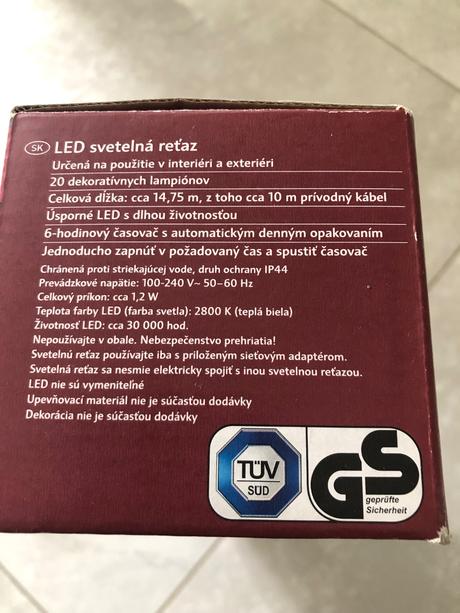 SK LED svetelná reťaz
Určená na použitie v interiéri a exteriéri
20 dekoratívnych lampiónov
Celková dĺžka: cca 14,75 m, z toho cca 10 m prívodný kábel
Úsporné LED s dlhou životnosťou
6-hodinový časovač s automatickým denným opakovaním
Jednoducho zapnúť v požadovaný čas a spustiť časovač
Chránená proti striekajúcej vode, druh ochrany IP44
Prevádzkové napätie: 100-240 V~ 50–60 Hz
Celkový príkon: cca 1,2 W
Teplota farby LED (farba svetla): 2800 K (teplá biela)
Životnosť LED: cca 30 000 hod.
Nepoužívajte v obale. Nebezpečenstvo prehriatia!
Svetelnú reťaz používajte iba s priloženým sieťovým adaptérom.
Svetelná reťaz sa nesmie elektricky spojiť s inou svetelnou reťazou.
LED nie sú vymeniteľné
Upevňovací materiál nie je súčasťou dodávky
Dekorácia nie je súčasťou dodávky
TÜV
SÜD
GS
geprüfte
Sicherheit